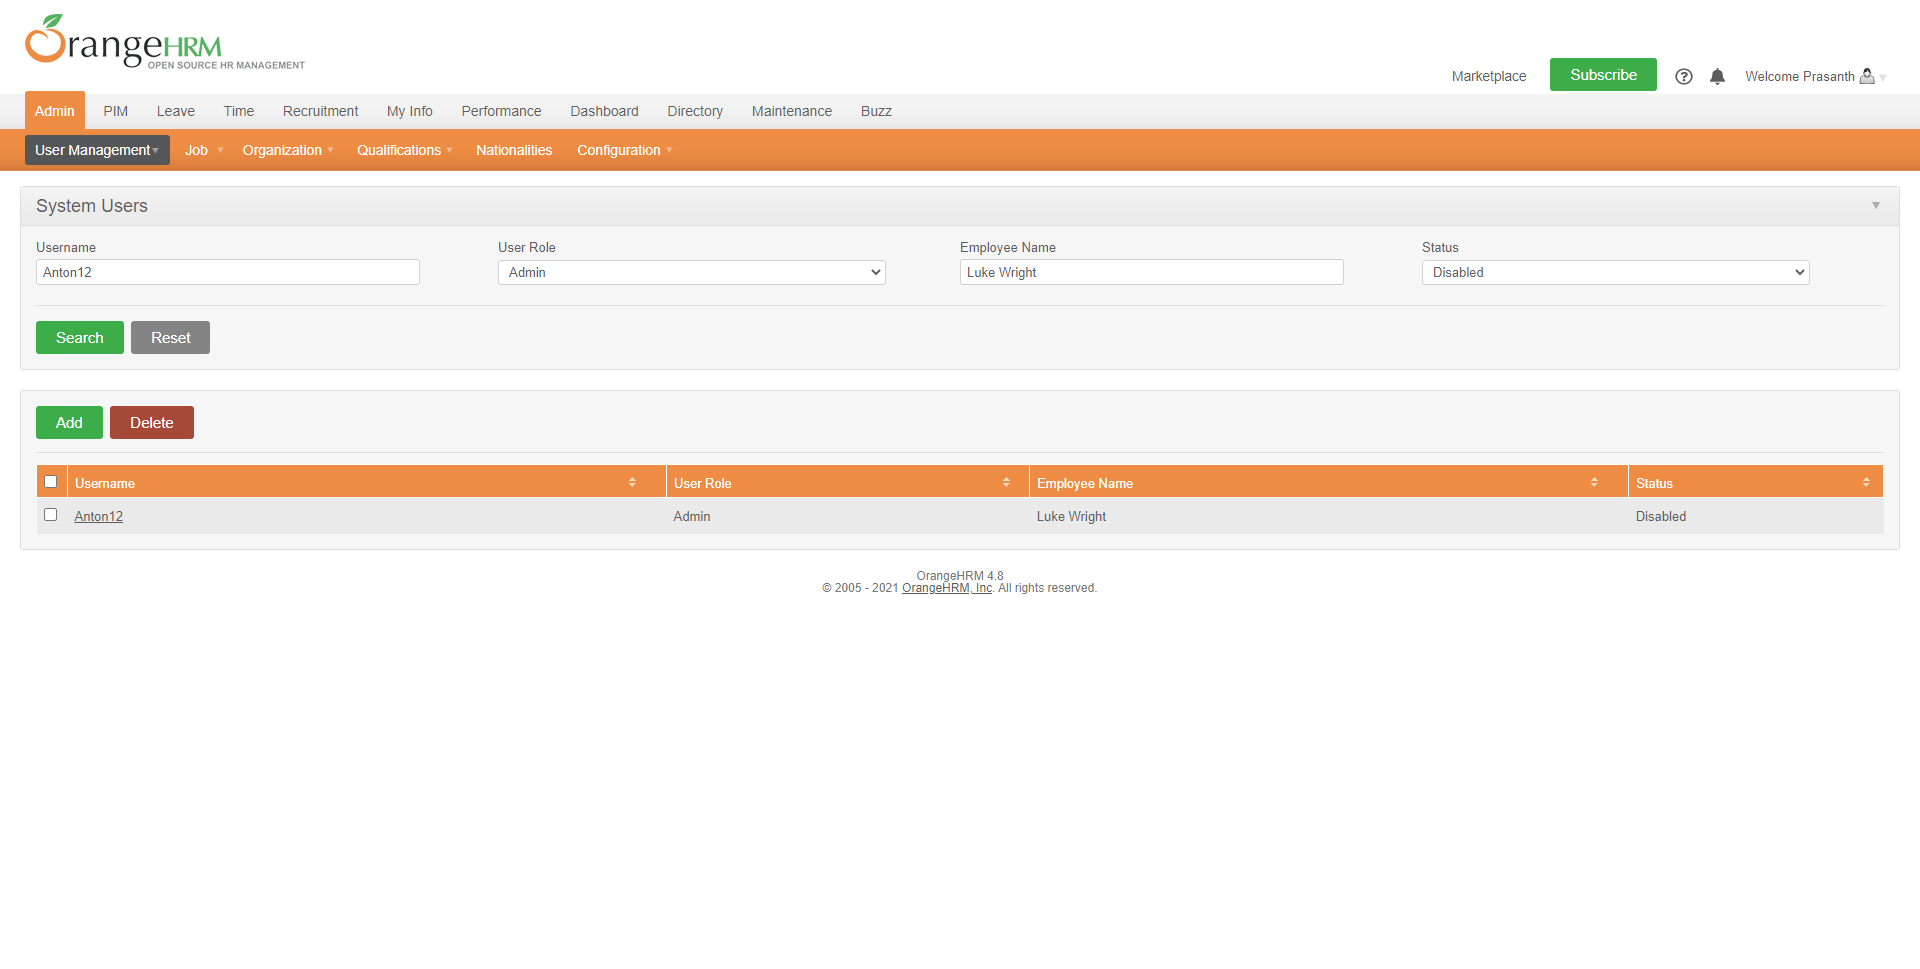 OrangeHRM
OPEN SOURCE HR MANAGEMENT
Marketplace Subscribe Welcome Prasanth
Admin PIM Leave Time Recruitment My Info Performance Dashboard Directory Maintenance Buzz
User Management Job Organization Qualifications Nationalities Configuration
System Users
Username User Role Employee Name Status
Anton12 Admin Luke Wright Disabled
Search Reset
Add Delete
Username User Role Employee Name Status
Anton12 Admin Luke Wright Disabled
OrangeHRM 4.8
© 2005 - 2021 OrangeHRM, Inc. All rights reserved.